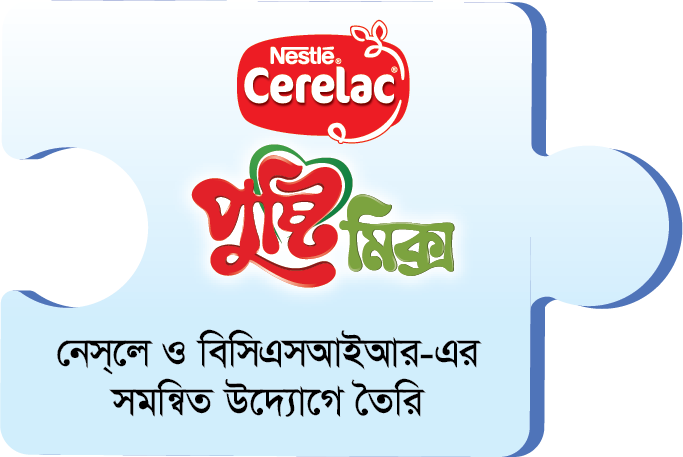 Nestlé®
Cerelac®
পুষ্টি মিক্স
নেস্‌লে ও বিসিএসআইআর-এর
সমন্বিত উদ্যোগে তৈরি